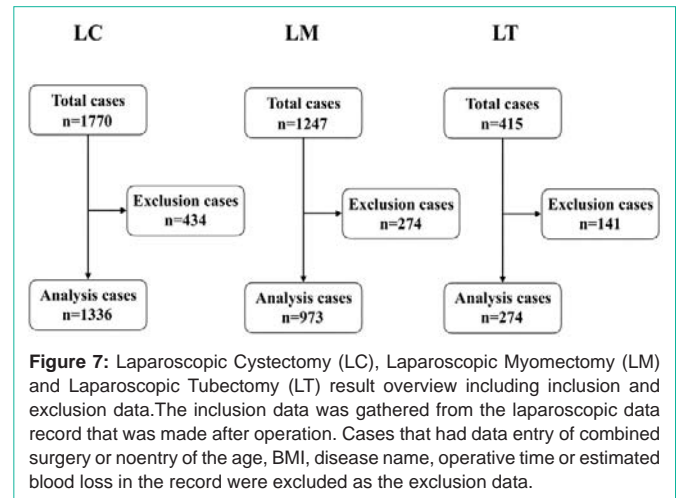 LC
LM
LT
Total cases
n=1770
Total cases
n=1247
Total cases
n=415
Exclusion cases
n=434
Exclusion cases
n=274
Exclusion cases
n=141
Analysis cases
n=1336
Analysis cases
n=973
Analysis cases
n=274
Figure 7: Laparoscopic Cystectomy (LC), Laparoscopic Myomectomy (LM)
and Laparoscopic Tubectomy (LT) result overview including inclusion and
exclusion data.The inclusion data was gathered from the laparoscopic data
record that was made after operation. Cases that had data entry of combined
surgery or noentry of the age, BMI, disease name, operative time or estimated
blood loss in the record were excluded as the exclusion data.